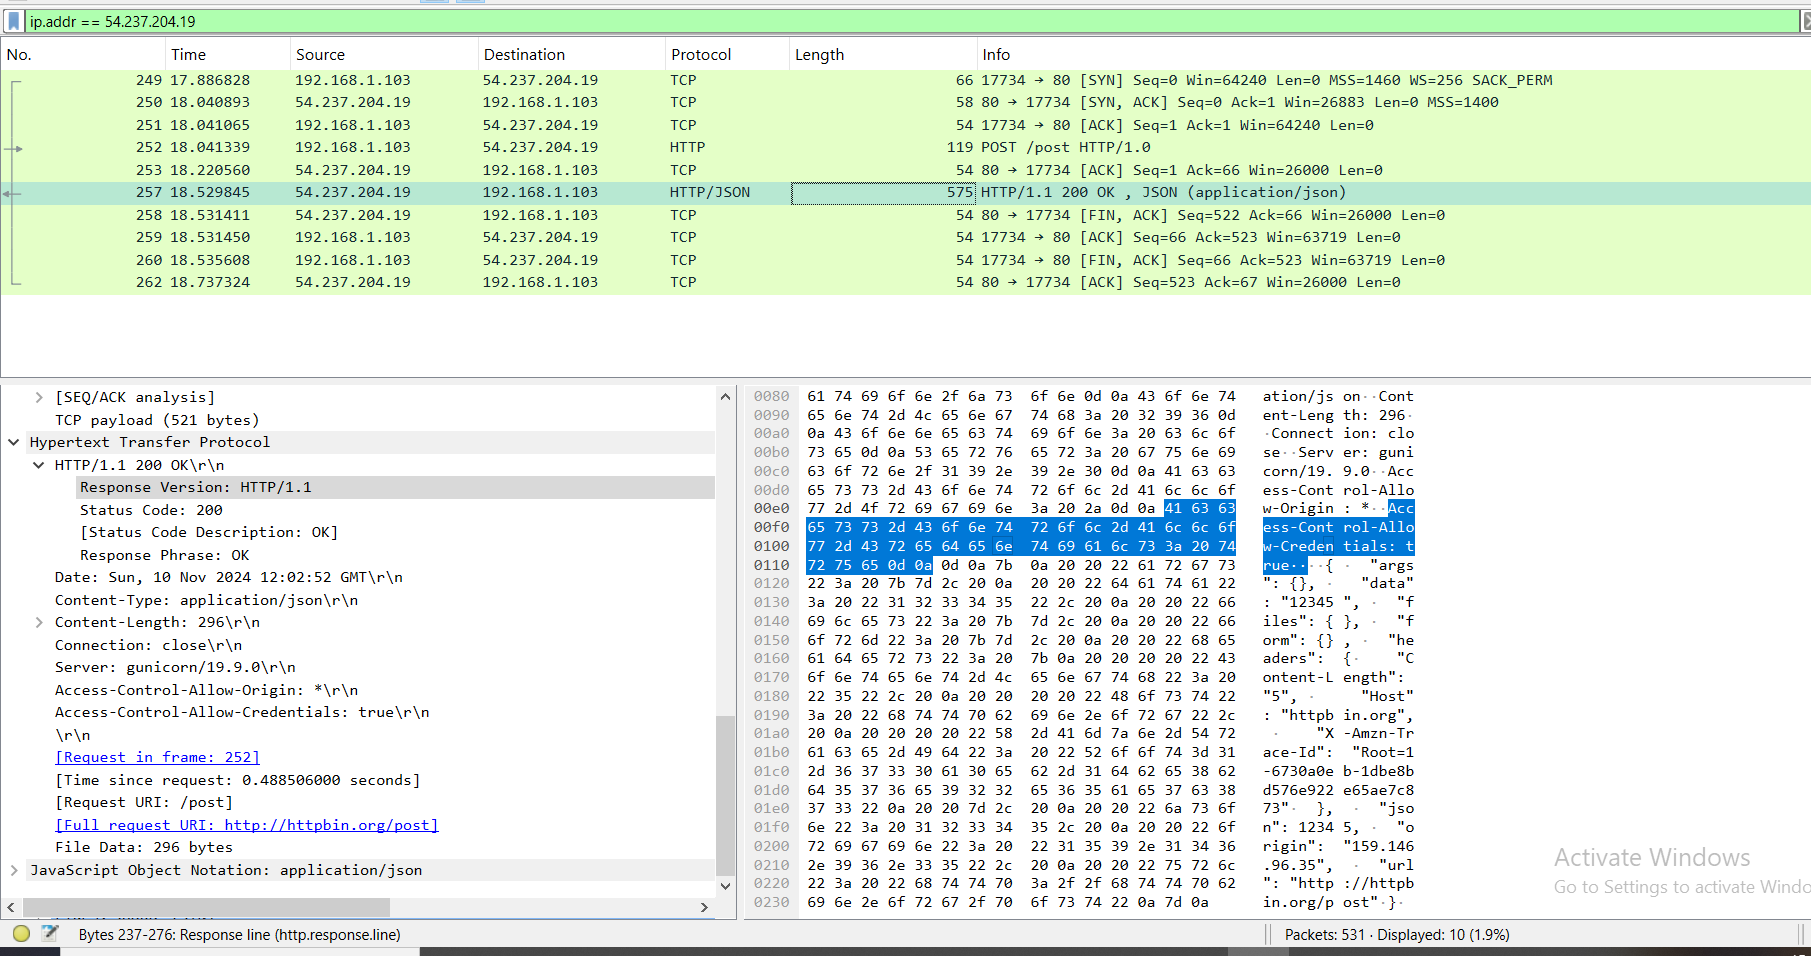 ip.addr == 54.237.204.19
No. Time Source Destination Protocol Length Info
249 17.886828 192.168.1.103 54.237.204.19 TCP 66 17734 → 80 [SYN] Seq=0 Win=64240 Len=0 MSS=1460 WS=256 SACK_PERM
250 18.040893 54.237.204.19 192.168.1.103 TCP 58 80 → 17734 [SYN, ACK] Seq=0 Ack=1 Win=26883 Len=0 MSS=1400
251 18.041065 192.168.1.103 54.237.204.19 TCP 54 17734 → 80 [ACK] Seq=1 Ack=1 Win=64240 Len=0
252 18.041339 192.168.1.103 54.237.204.19 HTTP 119 POST /post HTTP/1.0
253 18.220560 54.237.204.19 192.168.1.103 TCP 54 80 → 17734 [ACK] Seq=1 Ack=66 Win=26000 Len=0
257 18.529845 54.237.204.19 192.168.1.103 HTTP/JSON 575 HTTP/1.1 200 OK , JSON (application/json)
258 18.531411 54.237.204.19 192.168.1.103 TCP 54 80 → 17734 [FIN, ACK] Seq=522 Ack=66 Win=26000 Len=0
259 18.531450 192.168.1.103 54.237.204.19 TCP 54 17734 → 80 [ACK] Seq=66 Ack=523 Win=63719 Len=0
260 18.535608 192.168.1.103 54.237.204.19 TCP 54 17734 → 80 [FIN, ACK] Seq=66 Ack=523 Win=63719 Len=0
262 18.737324 54.237.204.19 192.168.1.103 TCP 54 80 → 17734 [ACK] Seq=523 Ack=67 Win=26000 Len=0
[SEQ/ACK analysis]
TCP payload (521 bytes)
Hypertext Transfer Protocol
HTTP/1.1 200 OK\r\n
Response Version: HTTP/1.1
Status Code: 200
[Status Code Description: OK]
Response Phrase: OK
Date: Sun, 10 Nov 2024 12:02:52 GMT\r\n
Content-Type: application/json\r\n
Content-Length: 296\r\n
Connection: close\r\n
Server: gunicorn/19.9.0\r\n
Access-Control-Allow-Origin: *\r\n
Access-Control-Allow-Credentials: true\r\n
\r\n
[Request in frame: 252]
[Time since request: 0.488506000 seconds]
[Request URI: /post]
[Full request URI: http://httpbin.org/post]
File Data: 296 bytes
JavaScript Object Notation: application/json
0080 61 74 69 6f 6e 2f 6a 73 6f 6e 0d 0a 43 6f 6e 74 ation/js on··Cont
0090 65 6e 74 2d 4c 65 6e 67 74 68 3a 20 32 39 36 0d ent-Leng th: 296·
00a0 0a 43 6f 6e 6e 65 63 74 69 6f 6e 3a 20 63 6c 6f ·Connect ion: clo
00b0 73 65 0d 0a 53 65 72 76 65 72 3a 20 67 75 6e 69 se··Serv er: guni
00c0 63 6f 72 6e 2f 31 39 2e 39 2e 30 0d 0a 41 63 63 corn/19. 9.0··Acc
00d0 65 73 73 2d 43 6f 6e 74 72 6f 6c 2d 41 6c 6c 6f ess-Cont rol-Allo
00e0 77 2d 4f 72 69 67 69 6e 3a 20 2a 0d 0a 41 63 63 w-Origin : *··Acc
00f0 65 73 73 2d 43 6f 6e 74 72 6f 6c 2d 41 6c 6c 6f ess-Cont rol-Allo
0100 77 2d 43 72 65 64 65 6e 74 69 61 6c 73 3a 20 74 w-Creden tials: t
0110 72 75 65 0d 0a 0d 0a 7b 0a 20 20 22 61 72 67 73 rue····{ ·  "args
0120 22 3a 20 7b 7d 2c 20 0a 20 20 22 64 61 74 61 22 ": {}, ·   "data"
0130 3a 20 22 31 32 33 34 35 22 2c 20 0a 20 20 22 66 : "12345 ", ·  "f
0140 69 6c 65 73 22 3a 20 7b 7d 2c 20 0a 20 20 22 66 iles": { }, ·  "f
0150 6f 72 6d 22 3a 20 7b 7d 2c 20 0a 20 20 22 68 65 orm": {} , ·  "he
0160 61 64 65 72 73 22 3a 20 7b 0a 20 20 20 20 22 43 aders":  {·    "C
0170 6f 6e 74 65 6e 74 2d 4c 65 6e 67 74 68 22 3a 20 ontent-L ength":
0180 22 35 22 2c 20 0a 20 20 20 20 22 48 6f 73 74 22 "5", ·     "Host"
0190 3a 20 22 68 74 74 70 62 69 6e 2e 6f 72 67 22 2c : "httpb in.org",
01a0 20 0a 20 20 20 20 22 58 2d 41 6d 7a 6e 2d 54 72 ·    "X -Amzn-Tr
01b0 61 63 65 2d 49 64 22 3a 20 22 52 6f 6f 74 3d 31 ace-Id":  "Root=1
01c0 2d 36 37 33 30 61 30 65 62 2d 31 64 62 65 38 62 -6730a0e b-1dbe8b
01d0 64 35 37 36 65 39 32 32 65 36 35 61 65 37 63 38 d576e922 e65ae7c8
01e0 37 33 22 0a 20 20 7d 2c 20 0a 20 20 22 6a 73 6f 73"·  },  ·  "jso
01f0 6e 22 3a 20 31 32 33 34 35 2c 20 0a 20 20 22 6f n": 1234 5, ·  "o
0200 72 69 67 69 6e 22 3a 20 22 31 35 39 2e 31 34 36 rigin":  "159.146
0210 2e 39 36 2e 33 35 22 2c 20 0a 20 20 22 75 72 6c .96.35",  ·  "url
0220 22 3a 20 22 68 74 74 70 3a 2f 2f 68 74 74 70 62 ": "http ://httpb
0230 69 6e 2e 6f 72 67 2f 70 6f 73 74 22 0a 7d 0a in.org/p ost"·}·
Activate Windows
Go to Settings to activate Windo
Bytes 237-276: Response line (http.response.line)
Packets: 531 · Displayed: 10 (1.9%)